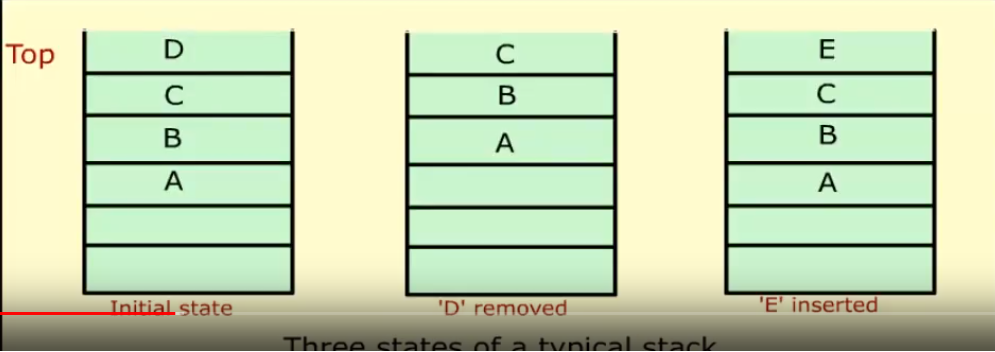 Top
D
C
B
A
Initial state
C
B
A
'D' removed
E
C
B
A
'E' inserted
Three states of a typical stack